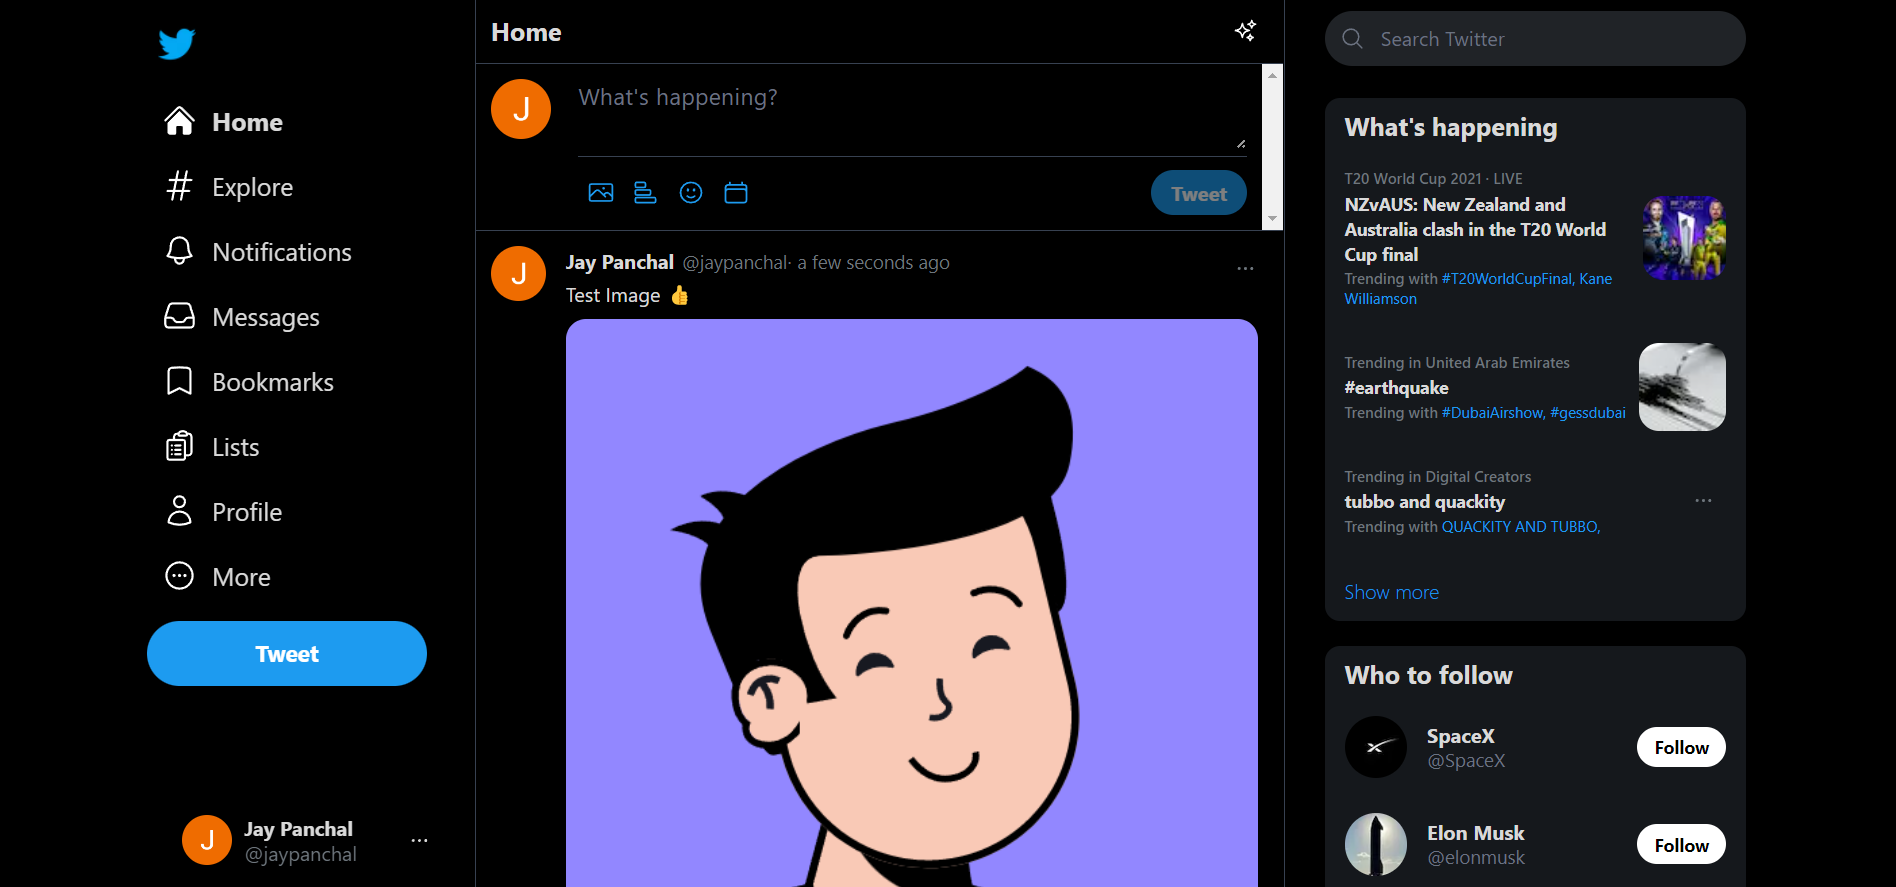 Home
Explore
Notifications
Messages
Bookmarks
Lists
Profile
More
Tweet
J
Jay Panchal
@jaypanchal
Home
J
What's happening?
Tweet
J
Jay Panchal @jaypanchal· a few seconds ago
Test Image 👍
Search Twitter
What's happening
T20 World Cup 2021 · LIVE
NZvAUS: New Zealand and
Australia clash in the T20 World
Cup final
Trending with #T20WorldCupFinal, Kane
Williamson
Trending in United Arab Emirates
#earthquake
Trending with #DubaiAirshow, #gessdubai
Trending in Digital Creators
tubbo and quackity
Trending with QUACKITY AND TUBBO,
Show more
Who to follow
SpaceX
@SpaceX
Follow
Elon Musk
@elonmusk
Follow